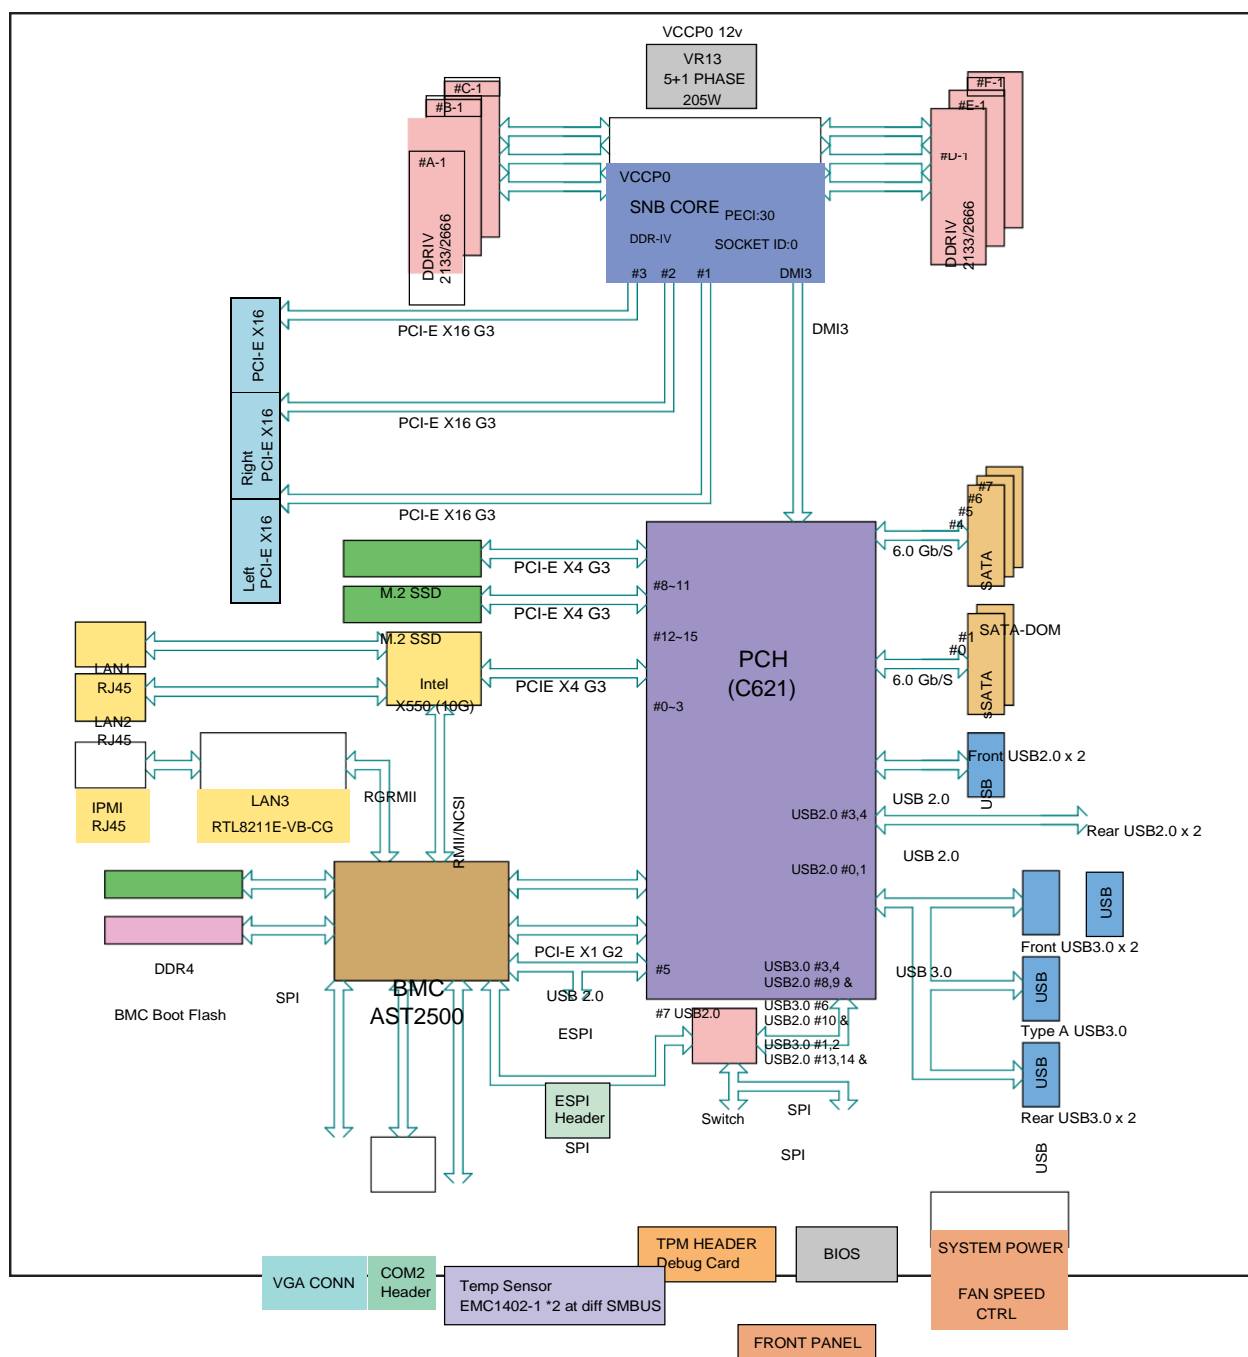 VCCP0 12v
VR13
5+1 PHASE
205W
#C-1
#B-1
#A-1
DDRIV
2133/2666
#F-1
#E-1
#D-1
DDRIV
2133/2666
VCCP0
SNB CORE
PECI:30
DDR-IV
SOCKET ID:0
#3
#2
#1
DMI3
PCI-E X16
PCI-E X16 G3
DMI3
Right
PCI-E X16
PCI-E X16 G3
Left
PCI-E X16
PCI-E X16 G3
#7
#6
#5
#4
6.0 Gb/S
SATA
PCI-E X4 G3
M.2 SSD
#8~11
PCI-E X4 G3
M.2 SSD
#12~15
PCH
(C621)
SATA-DOM
#1
#0
6.0 Gb/S
sSATA
LAN1
RJ45
LAN2
RJ45
Intel
X550 (10G)
PCIE X4 G3
#0~3
IPMI
RJ45
LAN3
RTL8211E-VB-CG
RGRMII
RMII/NCSI
Front USB2.0 x 2
USB
USB 2.0
USB2.0 #3,4
Rear USB2.0 x 2
USB 2.0
USB2.0 #0,1
USB
Front USB3.0 x 2
DDR4
SPI
BMC Boot Flash
BMC
AST2500
PCI-E X1 G2
#5
USB 2.0
ESPI
#7 USB2.0
USB3.0 #3,4
USB2.0 #8,9 &
USB3.0 #6
USB2.0 #10 &
USB3.0 #1,2
USB2.0 #13,14 &
USB 3.0
USB
Type A USB3.0
USB
Rear USB3.0 x 2
USB
ESPI
Header
SPI
Switch
SPI
SPI
TPM HEADER
Debug Card
BIOS
SYSTEM POWER
FAN SPEED
CTRL
VGA CONN
COM2
Header
Temp Sensor
EMC1402-1 *2 at diff SMBUS
FRONT PANEL